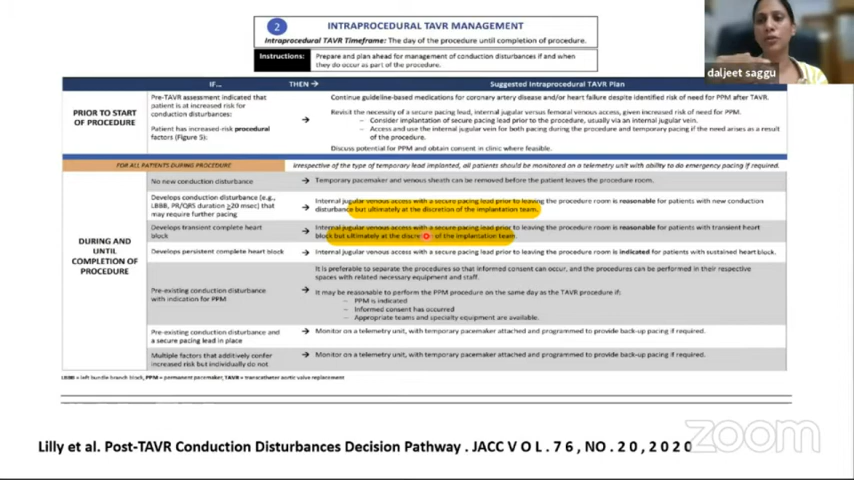 2
INTRAPROCEDURAL TAVR MANAGEMENT
Intraprocedural TAVR Timeframe: The day of the procedure until completion of procedure.
Instructions:
Prepare and plan ahead for management of conduction disturbances if and when
they do occur as part of the procedure.
daljeet saggu
IF...
THEN →
Suggested Intraprocedural TAVR Plan
PRIOR TO START
OF PROCEDURE
Pre-TAVR assessment indicated that
patient is at increased risk for
conduction disturbances:
Patient has increased risk procedural
factors (Figure 5):
→
Continue guideline-based medications for coronary artery disease and/or heart failure despite identified risk of need for PPM after TAVR.
Revisit the necessity of a secure pacing lead, internal jugular versus femoral venous access, given increased risk of need for PPM.
– Consider implantation of secure pacing lead prior to the procedure, usually via an internal jugular vein.
– Access and use the internal jugular vein for both pacing during the procedure and temporary pacing if the need arises as a result
of the procedure.
Discuss potential for PPM and obtain consent in clinic where feasible.
FOR ALL PATIENTS DURING PROCEDURE
Irrespective of the type of temporary lead implanted, all patients should be monitored on a telemetry unit with ability to do emergency pacing if required.
DURING AND
UNTIL
COMPLETION OF
PROCEDURE
No new conduction disturbance
→ Temporary pacemaker and venous sheath can be removed before the patient leaves the procedure room.
Develops conduction disturbance (e.g.,
LBBB, PR/QRS duration ≥20 msec) that
may require further pacing
→ Internal jugular venous access with a secure pacing lead prior to leaving the procedure room is reasonable for patients with new conduction
disturbance but ultimately at the discretion of the implantation team.
Develops transient complete heart
block
→ Internal jugular venous access with a secure pacing lead prior to leaving the procedure room is reasonable for patients with transient heart
block but ultimately at the discre of the implantation team.
Develops persistent complete heart block
→ Internal jugular venous access with a secure pacing lead prior to leaving the procedure room is indicated for patients with sustained heart block.
Pre-existing conduction disturbance
with indication for PPM
→
It is preferable to separate the procedures so that informed consent can occur, and the procedures can be performed in their respective
spaces with related necessary equipment and staff.
It may be reasonable to perform the PPM procedure on the same day as the TAVR procedure if:
– PPM is indicated
– Informed consent has occurred
– Appropriate teams and specialty equipment are available.
Pre-existing conduction disturbance and
a secure pacing lead in place
→ Monitor on a telemetry unit, with temporary pacemaker attached and programmed to provide back-up pacing if required.
Multiple factors that additively confer
increased risk but individually do not
→ Monitor on a telemetry unit, with temporary pacemaker attached and programmed to provide back-up pacing if required.
LBBB = left bundle branch block, PPM = permanent pacemaker, TAVR = transcatheter aortic valve replacement
Lilly et al. Post-TAVR Conduction Disturbances Decision Pathway . JACC V O L . 7 6 , N O . 2 0 , 2 0 2 0
zoom